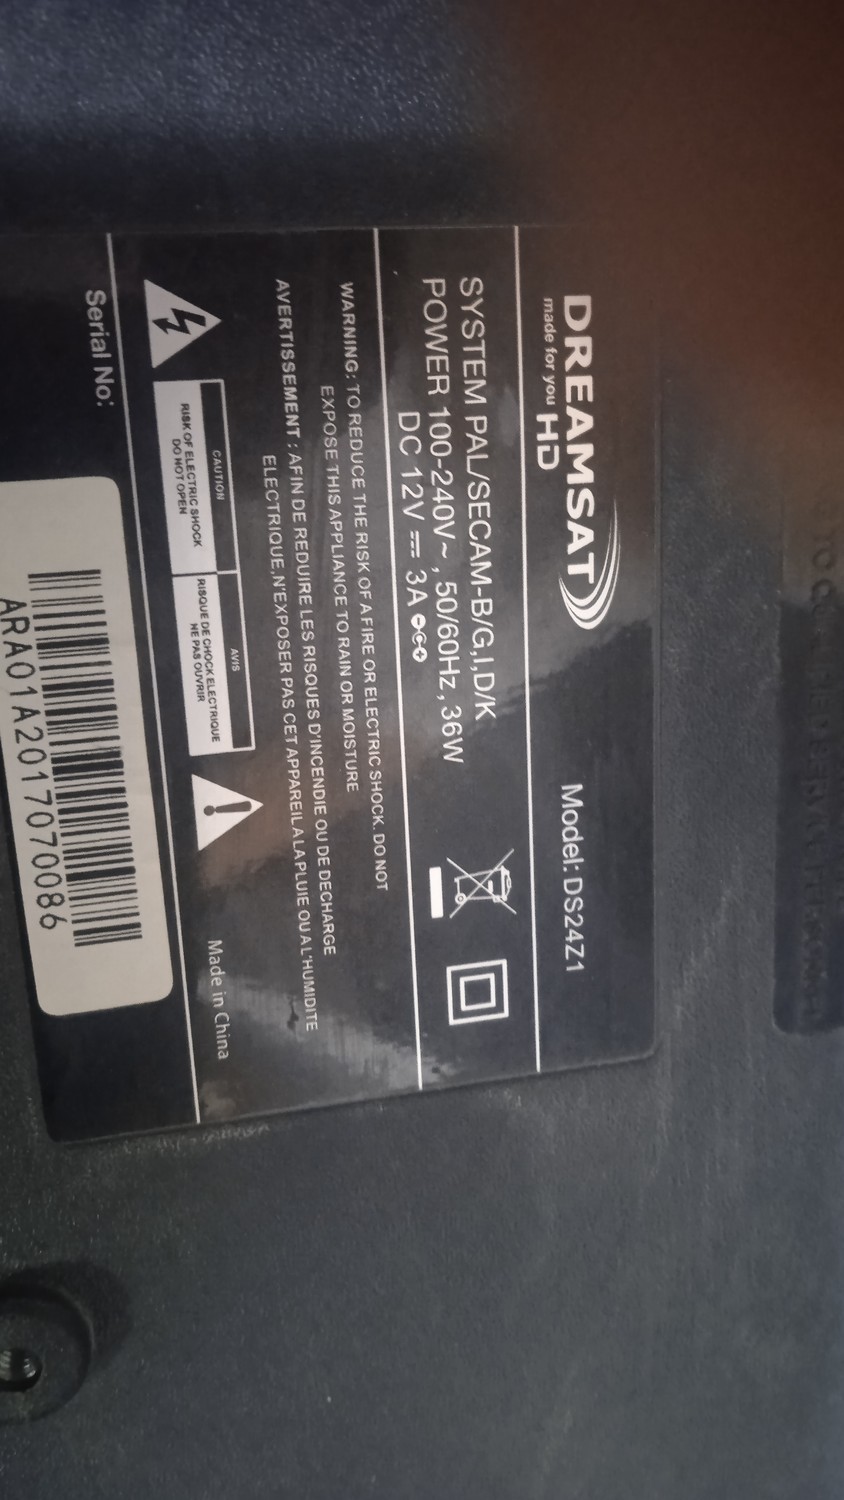 DREAMSAT
made for you HD
Model: DS24Z1
SYSTEM PAL/SECAM-B/G,I,D/K
POWER 100-240V~, 50/60Hz, 36W
DC 12V ⎓ 3A
WARNING: TO REDUCE THE RISK OF A FIRE OR ELECTRIC SHOCK. DO NOT
EXPOSE THIS APPLIANCE TO RAIN OR MOISTURE
AVERTISSEMENT : AFIN DE REDUIRE LES RISQUES D'INCENDIE OU DE DECHARGE
ELECTRIQUE,N'EXPOSER PAS CET APPAREIL A LA PLUIE OU A L'HUMIDITE
CAUTION
RISK OF ELECTRIC SHOCK
DO NOT OPEN
AVIS
RISQUE DE CHOCK ELECTRIQUE
NE PAS OUVRIR
Made in China
Serial No:
ARA01A2017070086